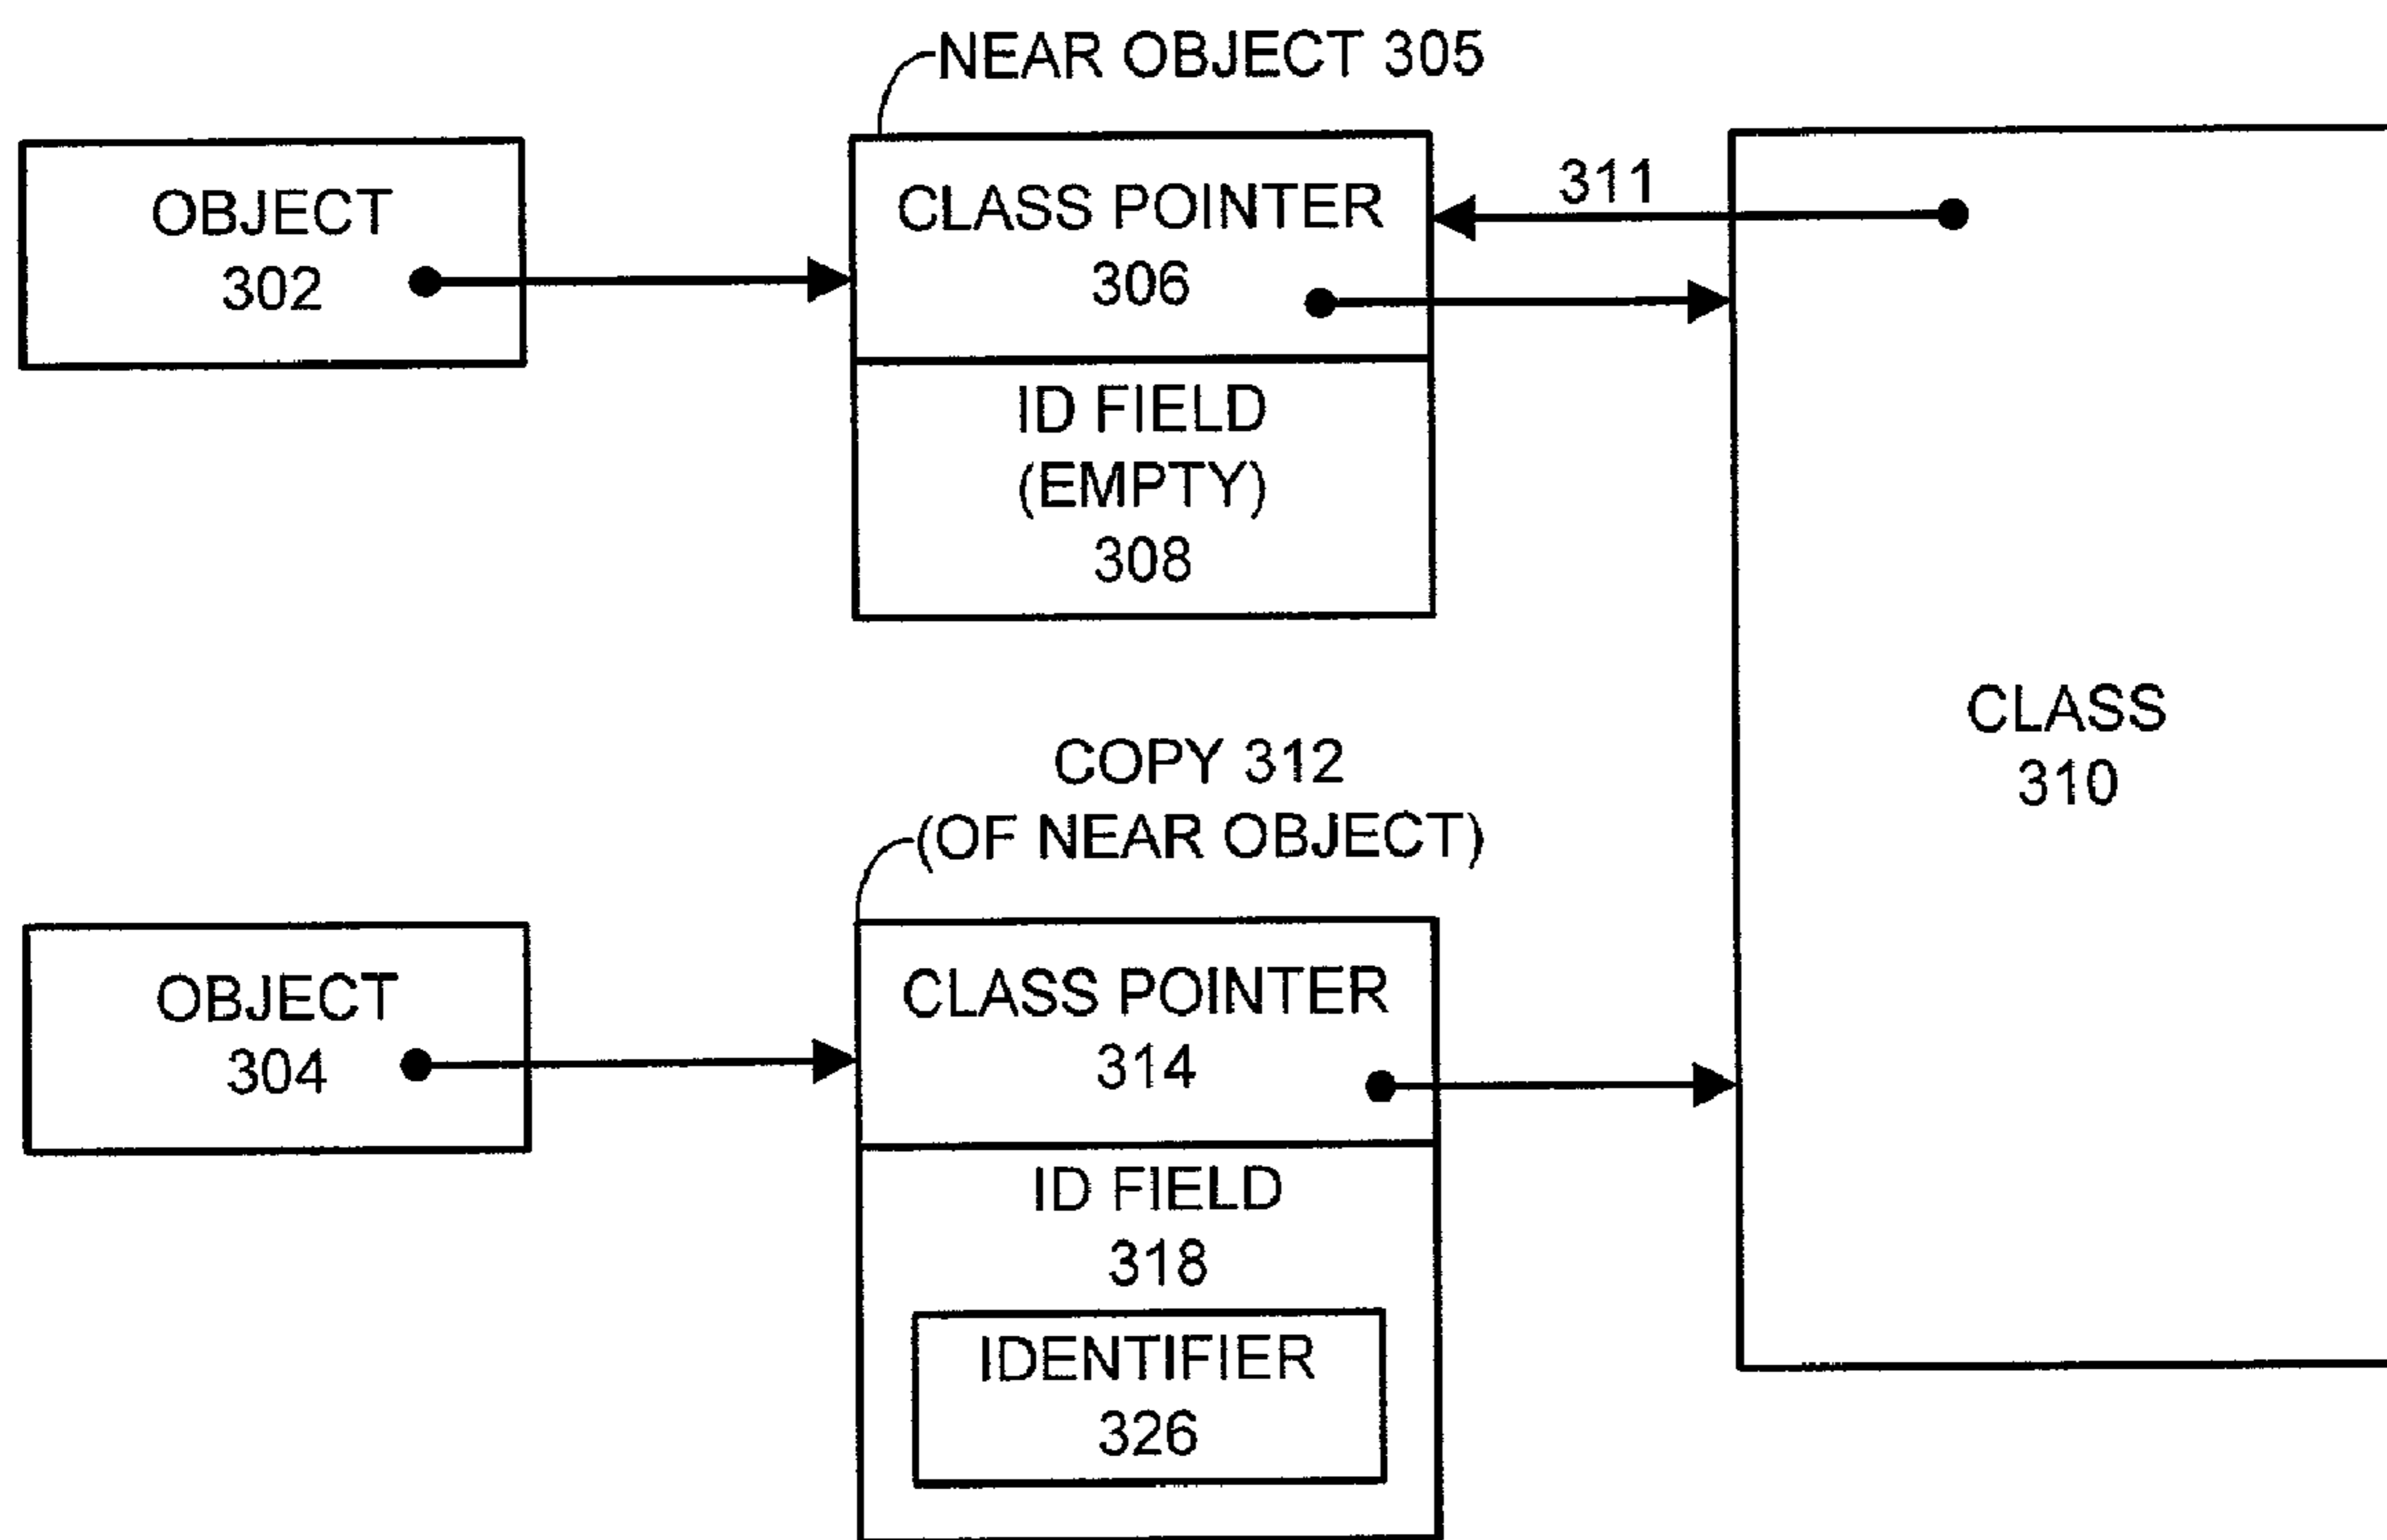 NEAR OBJECT 305
OBJECT
302
CLASS POINTER
306
311
ID FIELD
(EMPTY)
308
CLASS
310
COPY 312
(OF NEAR OBJECT)
OBJECT
304
CLASS POINTER
314
ID FIELD
318
IDENTIFIER
326